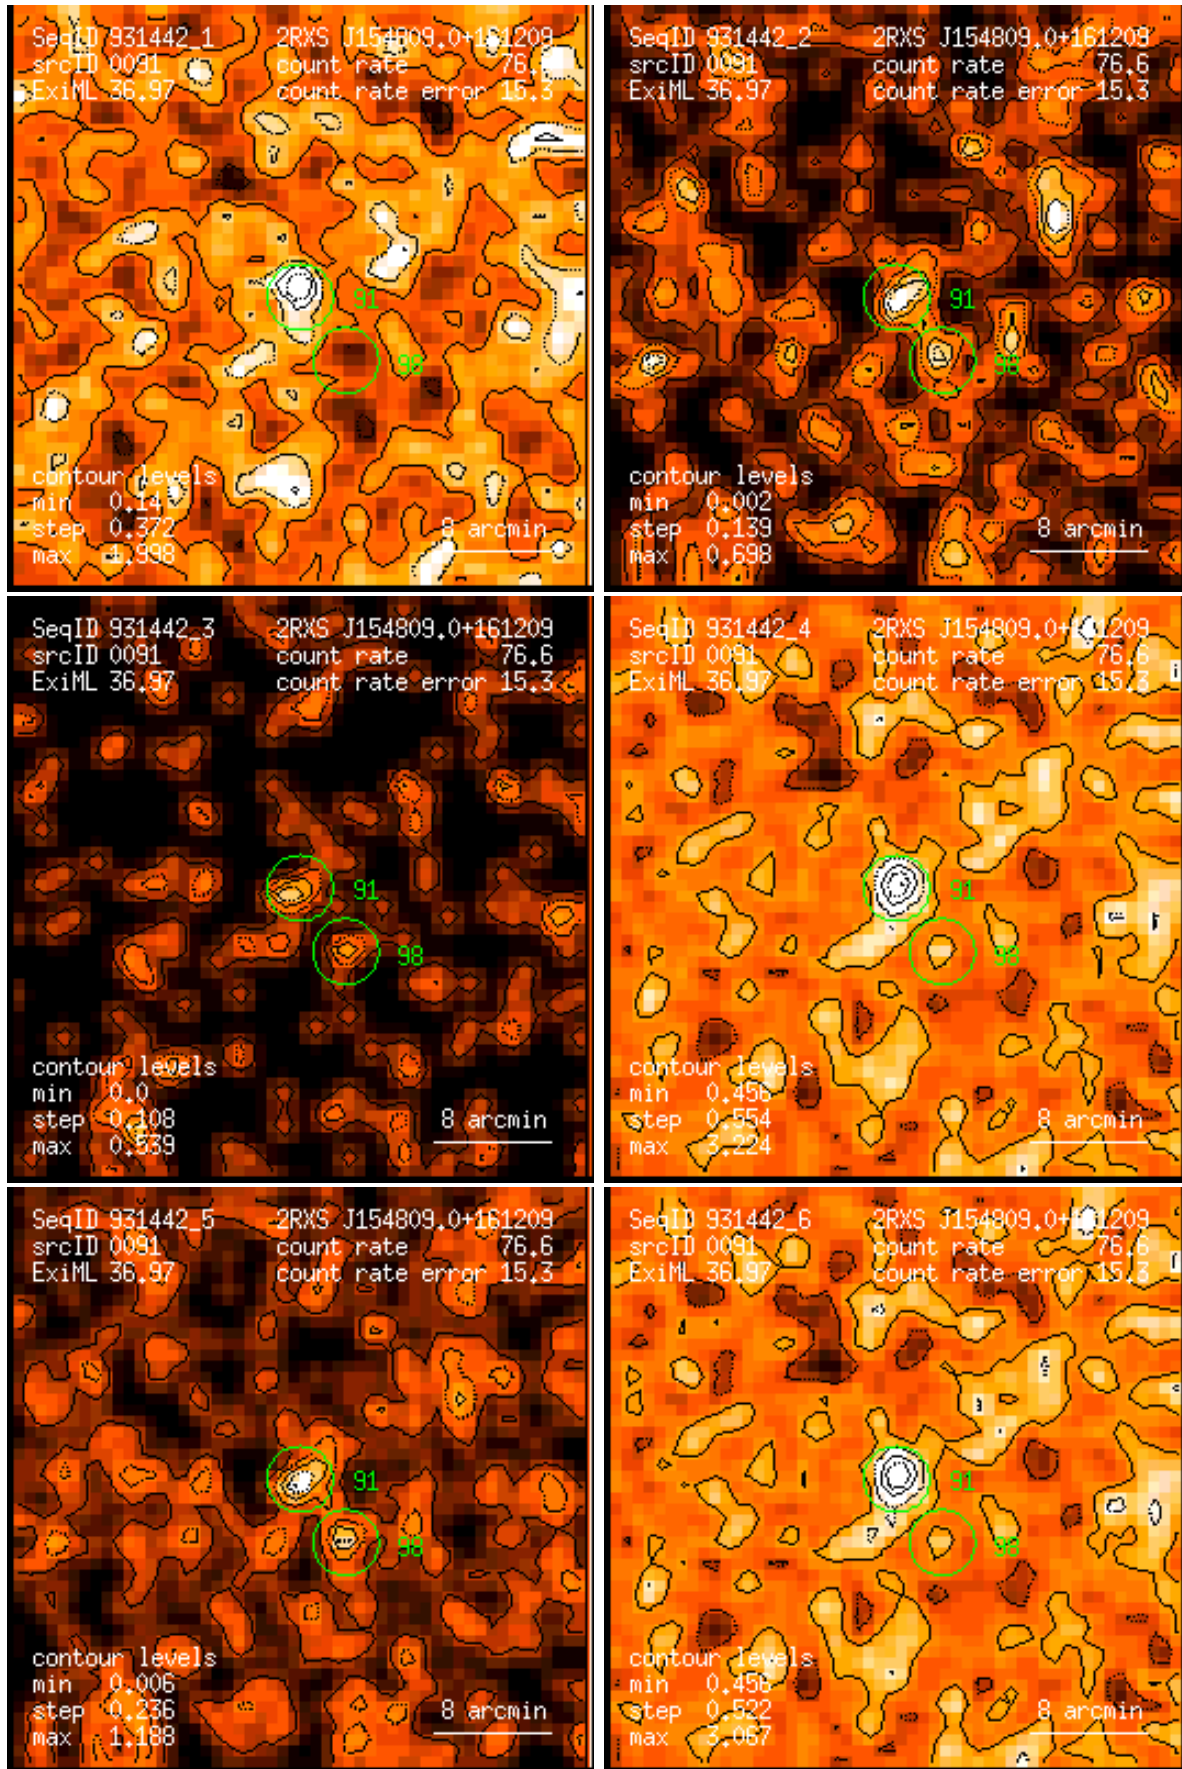 SeqID 931442_1 2RXS J154809.0+161209
srcID 0091 count rate 76.6
ExiML 36.97 count rate error 15.3
91
98
contour levels
min 0.14
step 0.372
max 1.998
8 arcmin
SeqID 931442_2 2RXS J154809.0+161209
srcID 0091 count rate 76.6
ExiML 36.97 count rate error 15.3
91
98
contour levels
min 0.002
step 0.139
max 0.698
8 arcmin
SeqID 931442_3 2RXS J154809.0+161209
srcID 0091 count rate 76.6
ExiML 36.97 count rate error 15.3
91
98
contour levels
min 0.0
step 0.108
max 0.539
8 arcmin
SeqID 931442_4 2RXS J154809.0+161209
srcID 0091 count rate 76.6
ExiML 36.97 count rate error 15.3
91
98
contour levels
min 0.456
step 0.554
max 3.224
8 arcmin
SeqID 931442_5 2RXS J154809.0+161209
srcID 0091 count rate 76.6
ExiML 36.97 count rate error 15.3
91
98
contour levels
min 0.006
step 0.236
max 1.188
8 arcmin
SeqID 931442_6 2RXS J154809.0+161209
srcID 0091 count rate 76.6
ExiML 36.97 count rate error 15.3
91
98
contour levels
min 0.456
step 0.522
max 3.067
8 arcmin